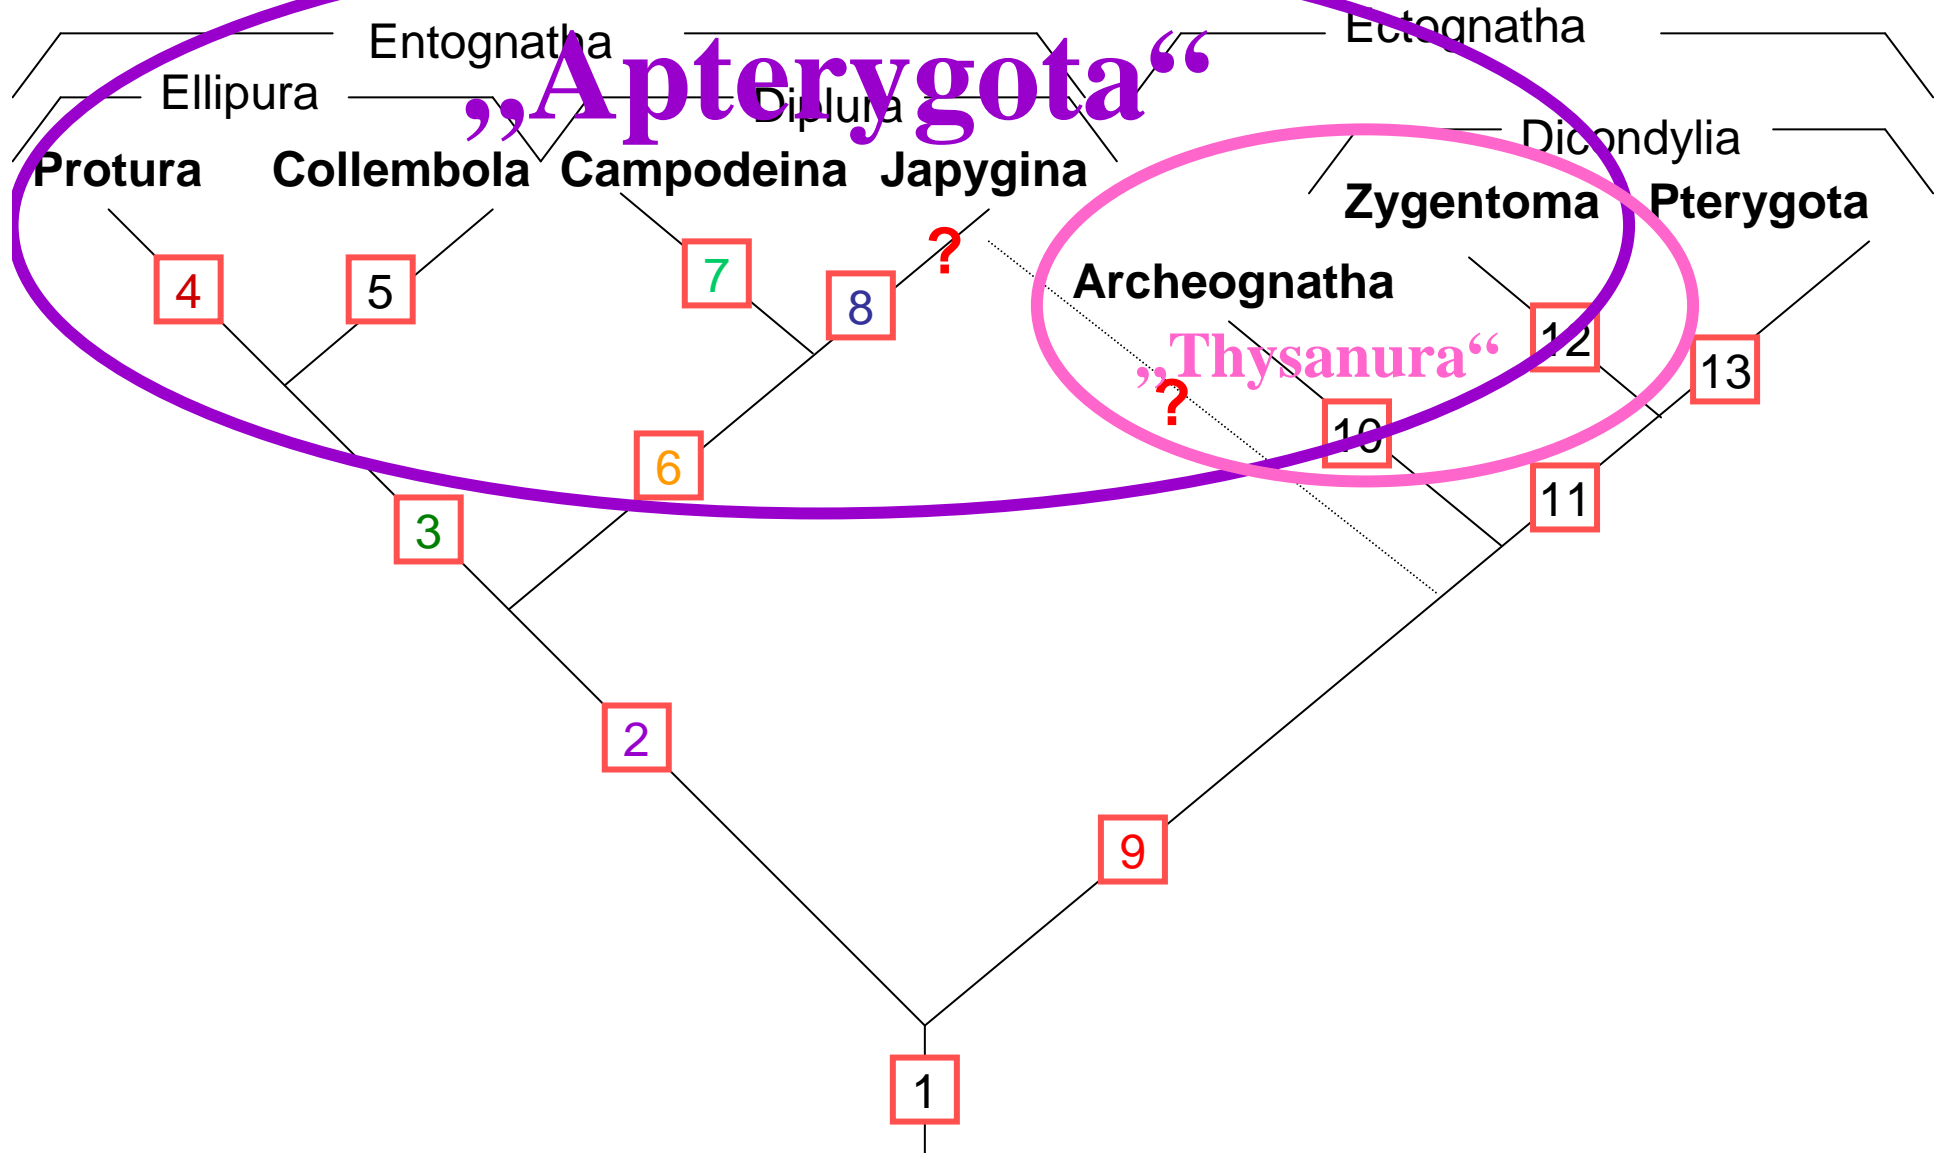 Entognatha
Ectognatha
„Apterygota“
Ellipura
Diplura
Dicondylia
Protura
Collembola
Campodeina
Japygina
Zygentoma
Pterygota
Archeognatha
„Thysanura“
?
?
4
5
7
8
12
13
10
6
11
3
2
9
1